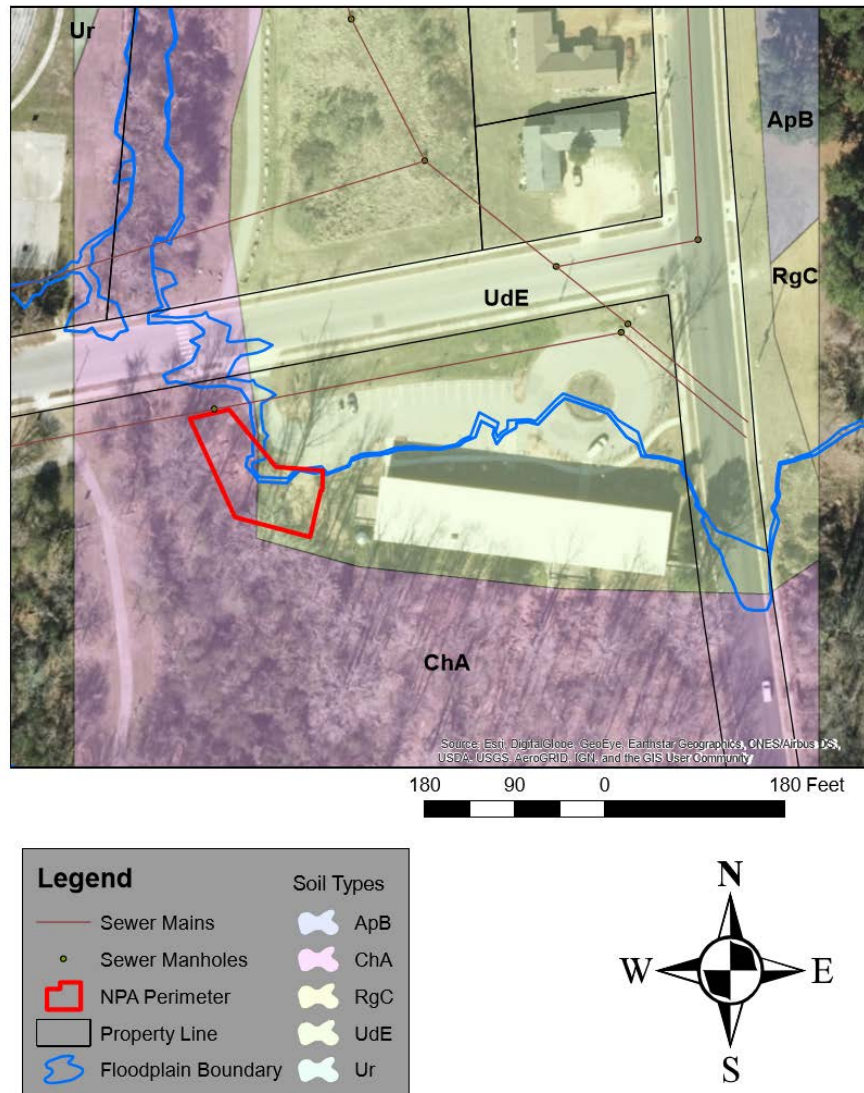 Ur
ApB
RgC
UdE
ChA
Source: Esri, DigitalGlobe, GeoEye, Earthstar Geographics, CNES/Airbus DS,
USDA, USGS, AeroGRID, IGN, and the GIS User Community
180 90 0 180 Feet
Legend
Soil Types
Sewer Mains
Sewer Manholes
NPA Perimeter
Property Line
Floodplain Boundary
ApB
ChA
RgC
UdE
Ur
N
W E
S